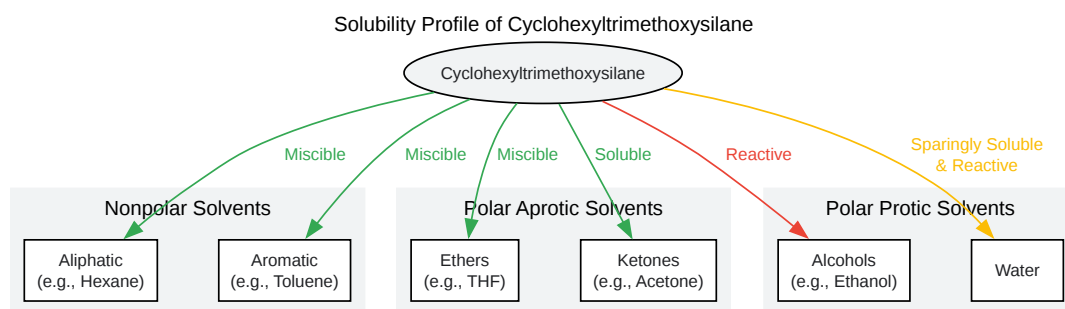 Solubility Profile of Cyclohexyltrimethoxysilane
Cyclohexyltrimethoxysilane
Miscible
Miscible
Miscible
Soluble
Reactive
Sparingly Soluble
& Reactive
Nonpolar Solvents
Polar Aprotic Solvents
Polar Protic Solvents
Aliphatic
(e.g., Hexane)
Aromatic
(e.g., Toluene)
Ethers
(e.g., THF)
Ketones
(e.g., Acetone)
Alcohols
(e.g., Ethanol)
Water